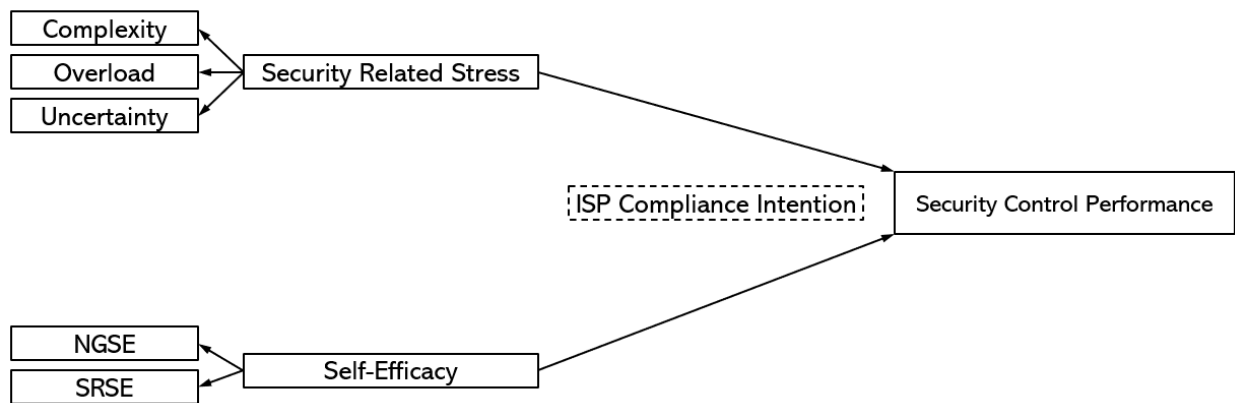 Complexity
Overload
Uncertainty
Security Related Stress
ISP Compliance Intention
Security Control Performance
NGSE
SRSE
Self-Efficacy